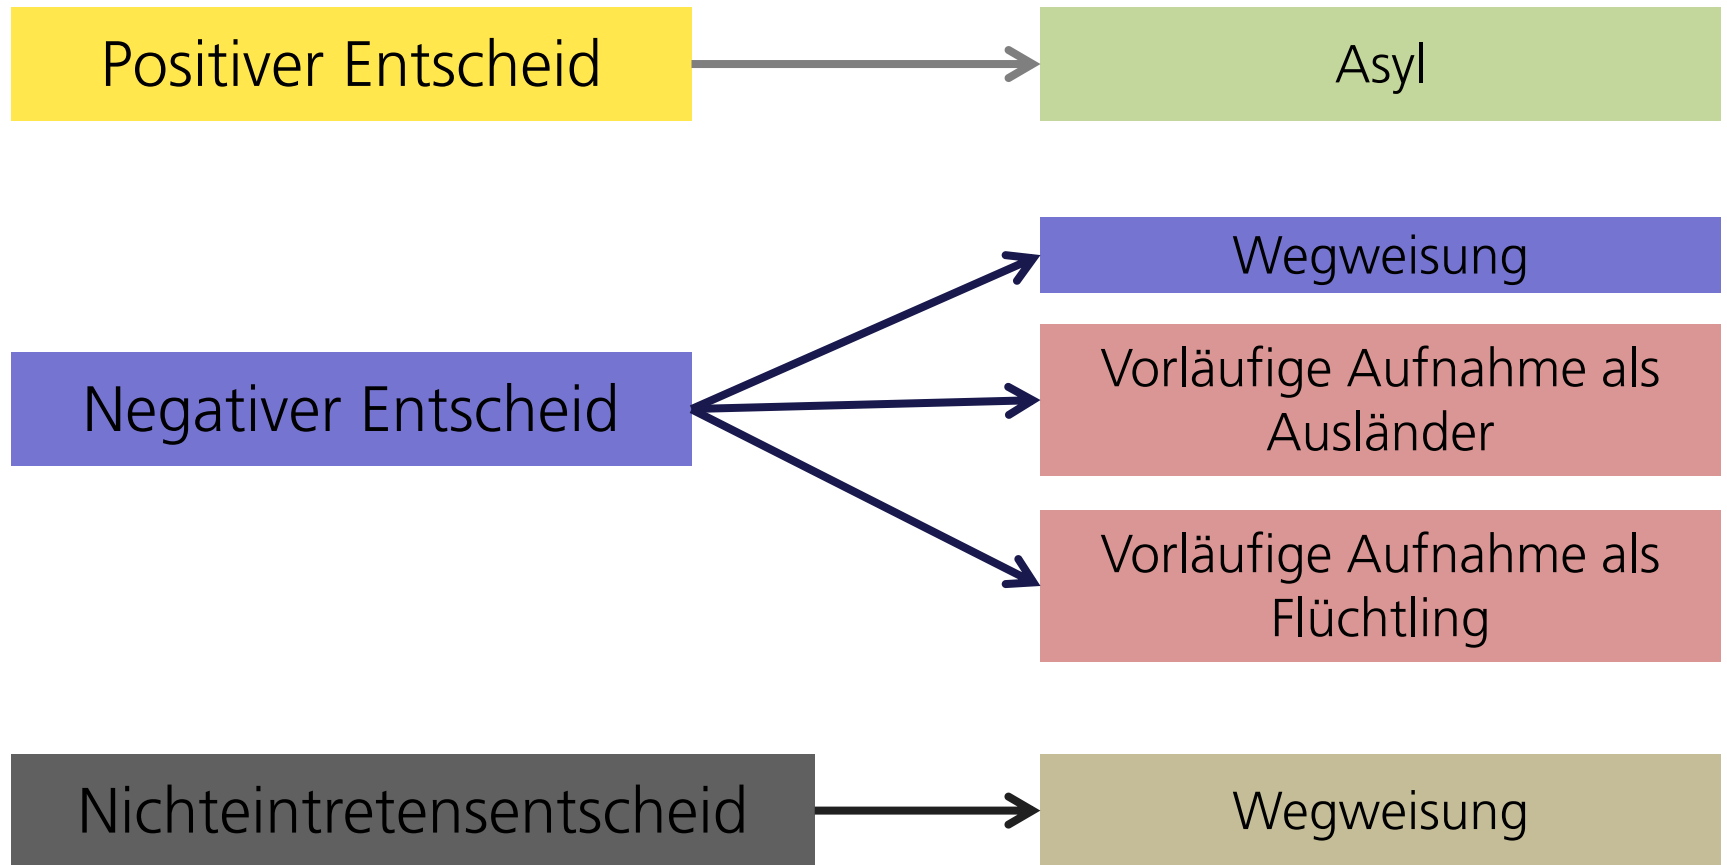 Positiver Entscheid
Asyl
Negativer Entscheid
Wegweisung
Vorläufige Aufnahme als
Ausländer
Vorläufige Aufnahme als
Flüchtling
Nichteintretensentscheid
Wegweisung